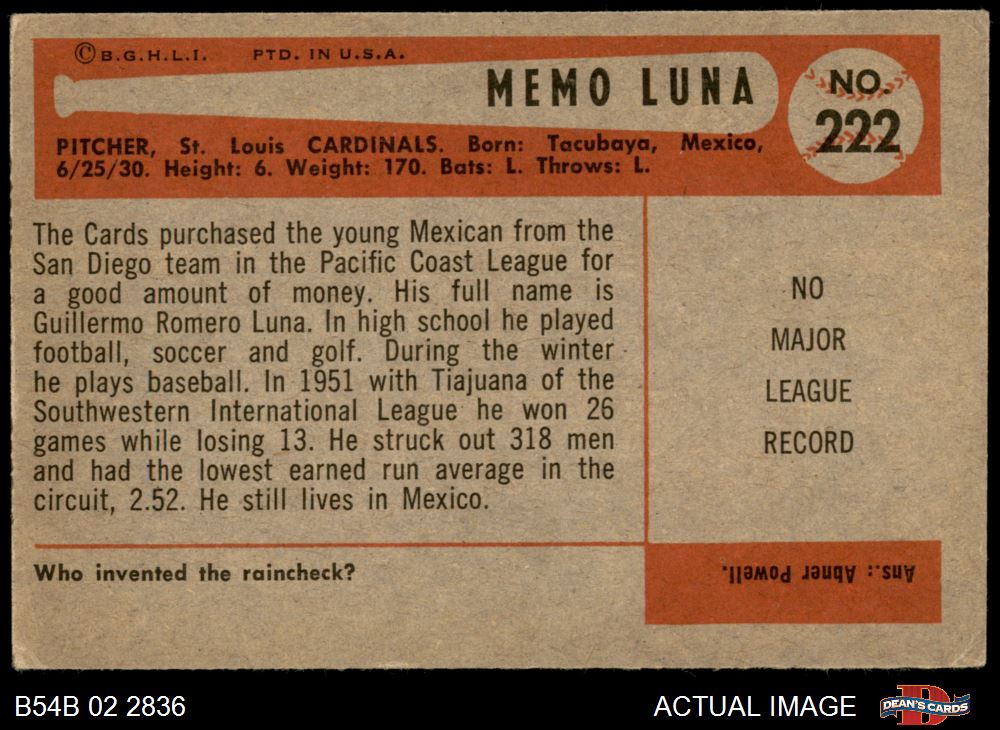 © B.G.H.L.I. PTD. IN U.S.A.
MEMO LUNA
NO.
222
PITCHER, St. Louis CARDINALS. Born: Tacubaya, Mexico,
6/25/30. Height: 6. Weight: 170. Bats: L. Throws: L.
The Cards purchased the young Mexican from the
San Diego team in the Pacific Coast League for
a good amount of money. His full name is
Guillermo Romero Luna. In high school he played
football, soccer and golf. During the winter
he plays baseball. In 1951 with Tiajuana of the
Southwestern International League he won 26
games while losing 13. He struck out 318 men
and had the lowest earned run average in the
circuit, 2.52. He still lives in Mexico.
NO
MAJOR
LEAGUE
RECORD
Who invented the raincheck?
Ans.: Abner Powell.
B54B 02 2836
ACTUAL IMAGE
D
DEAN'S CARDS